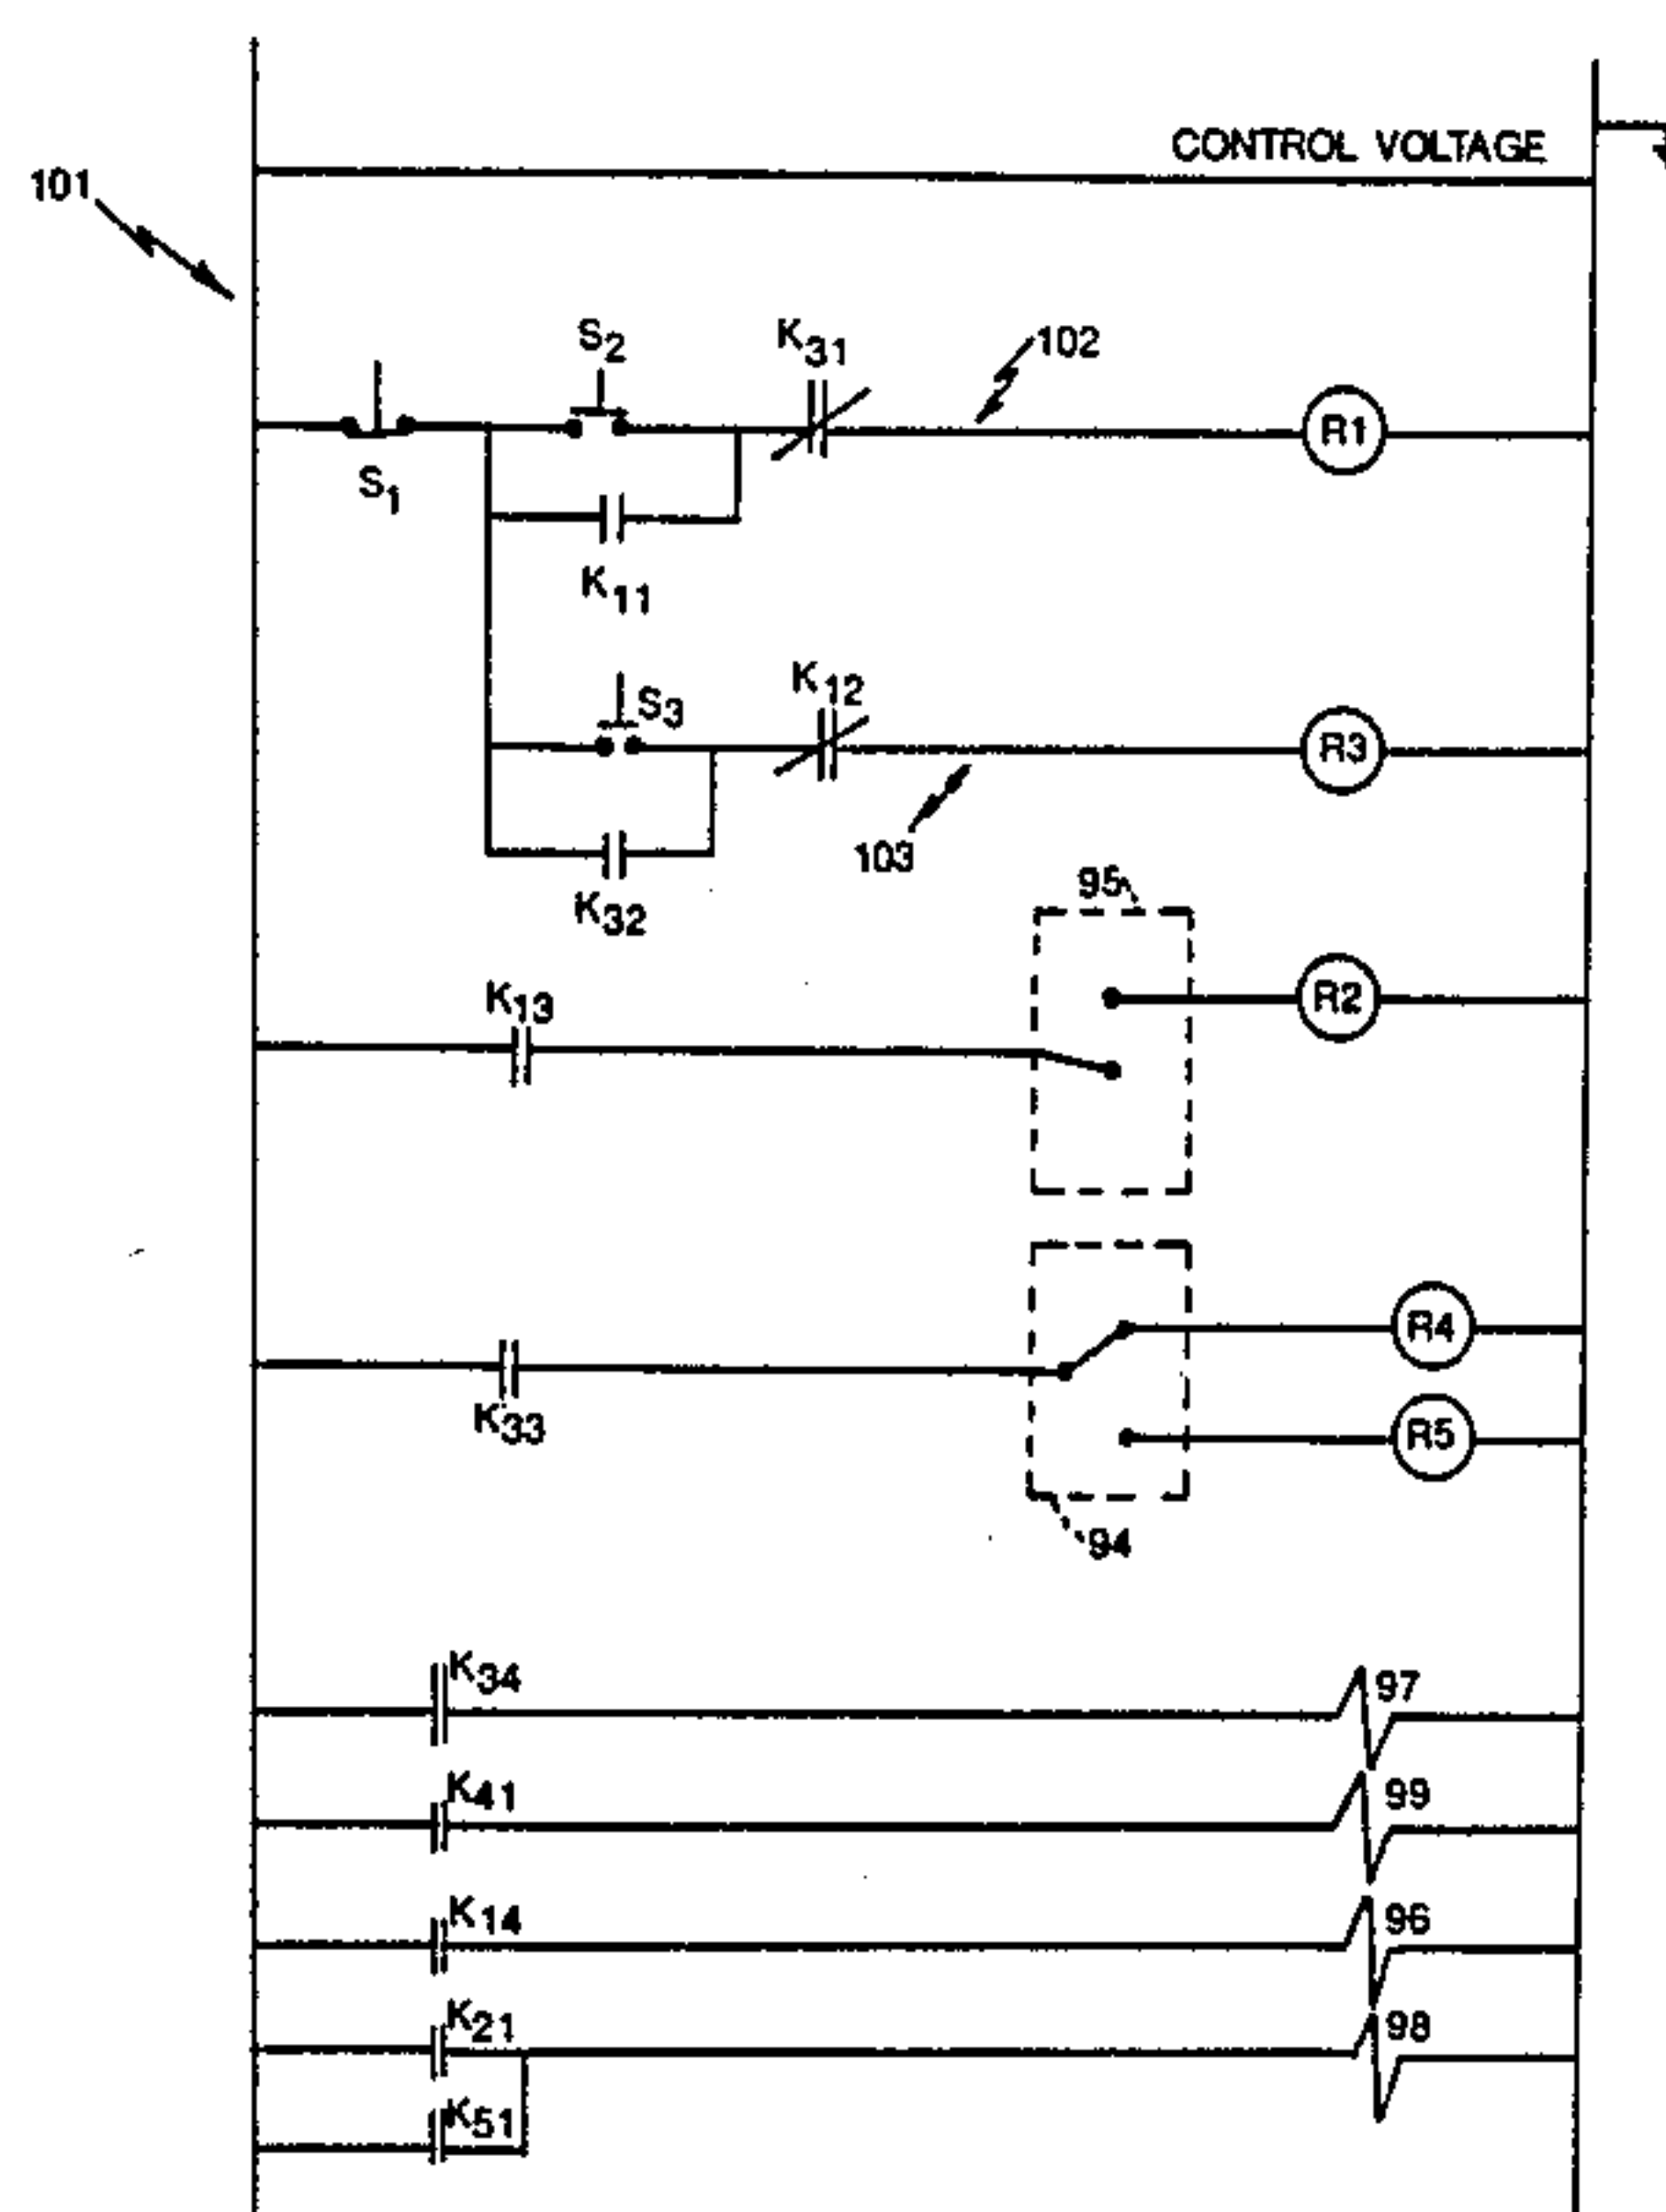 CONTROL VOLTAGE
101
S2
K31
102
R1
S1
K11
K12
S3
R3
103
K32
95
K13
R2
R4
K33
R5
94
K34
97
K41
99
K14
96
K21
98
K51